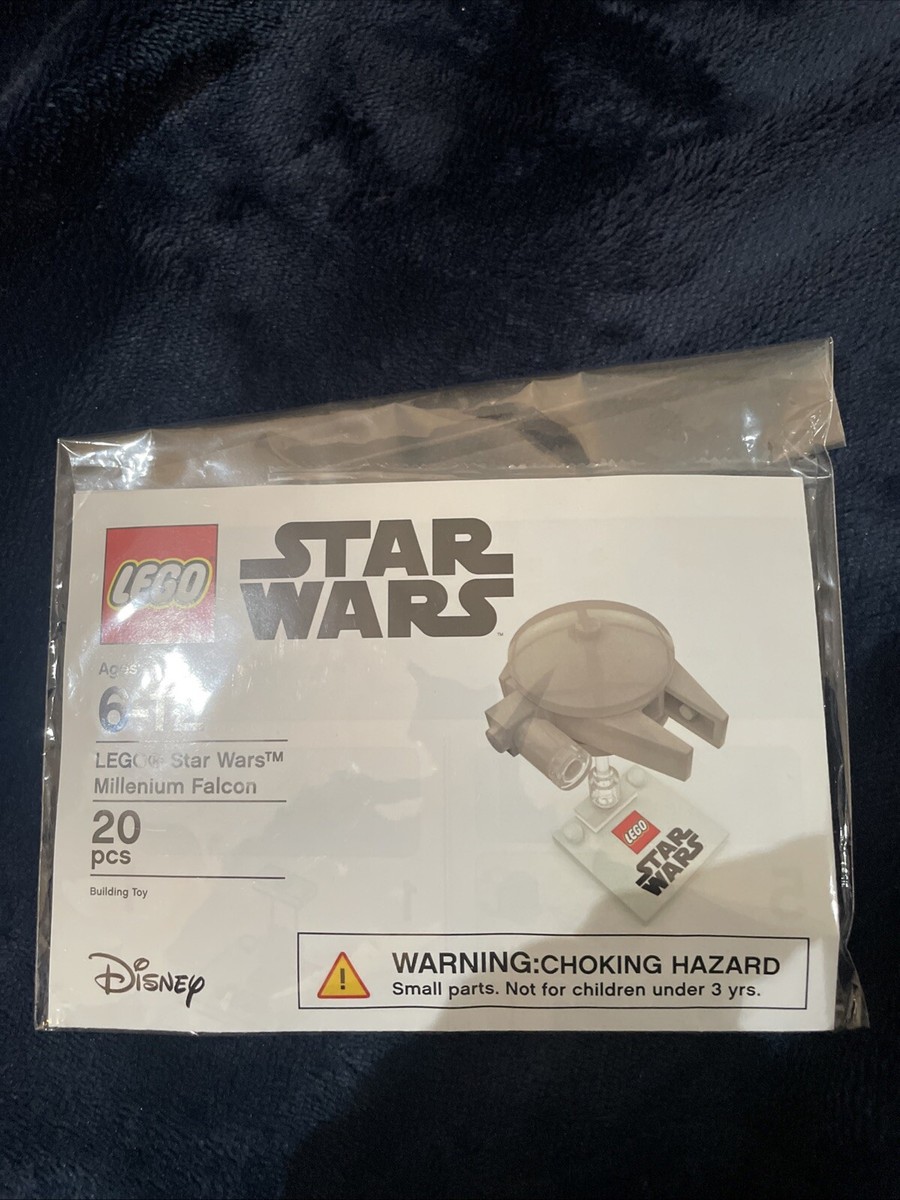 LEGO
STAR
WARS™
Ages
6-12
LEGO® Star Wars™
Millenium Falcon
20
pcs
Building Toy
LEGO
STAR
WARS
Disney
WARNING:CHOKING HAZARD
Small parts. Not for children under 3 yrs.